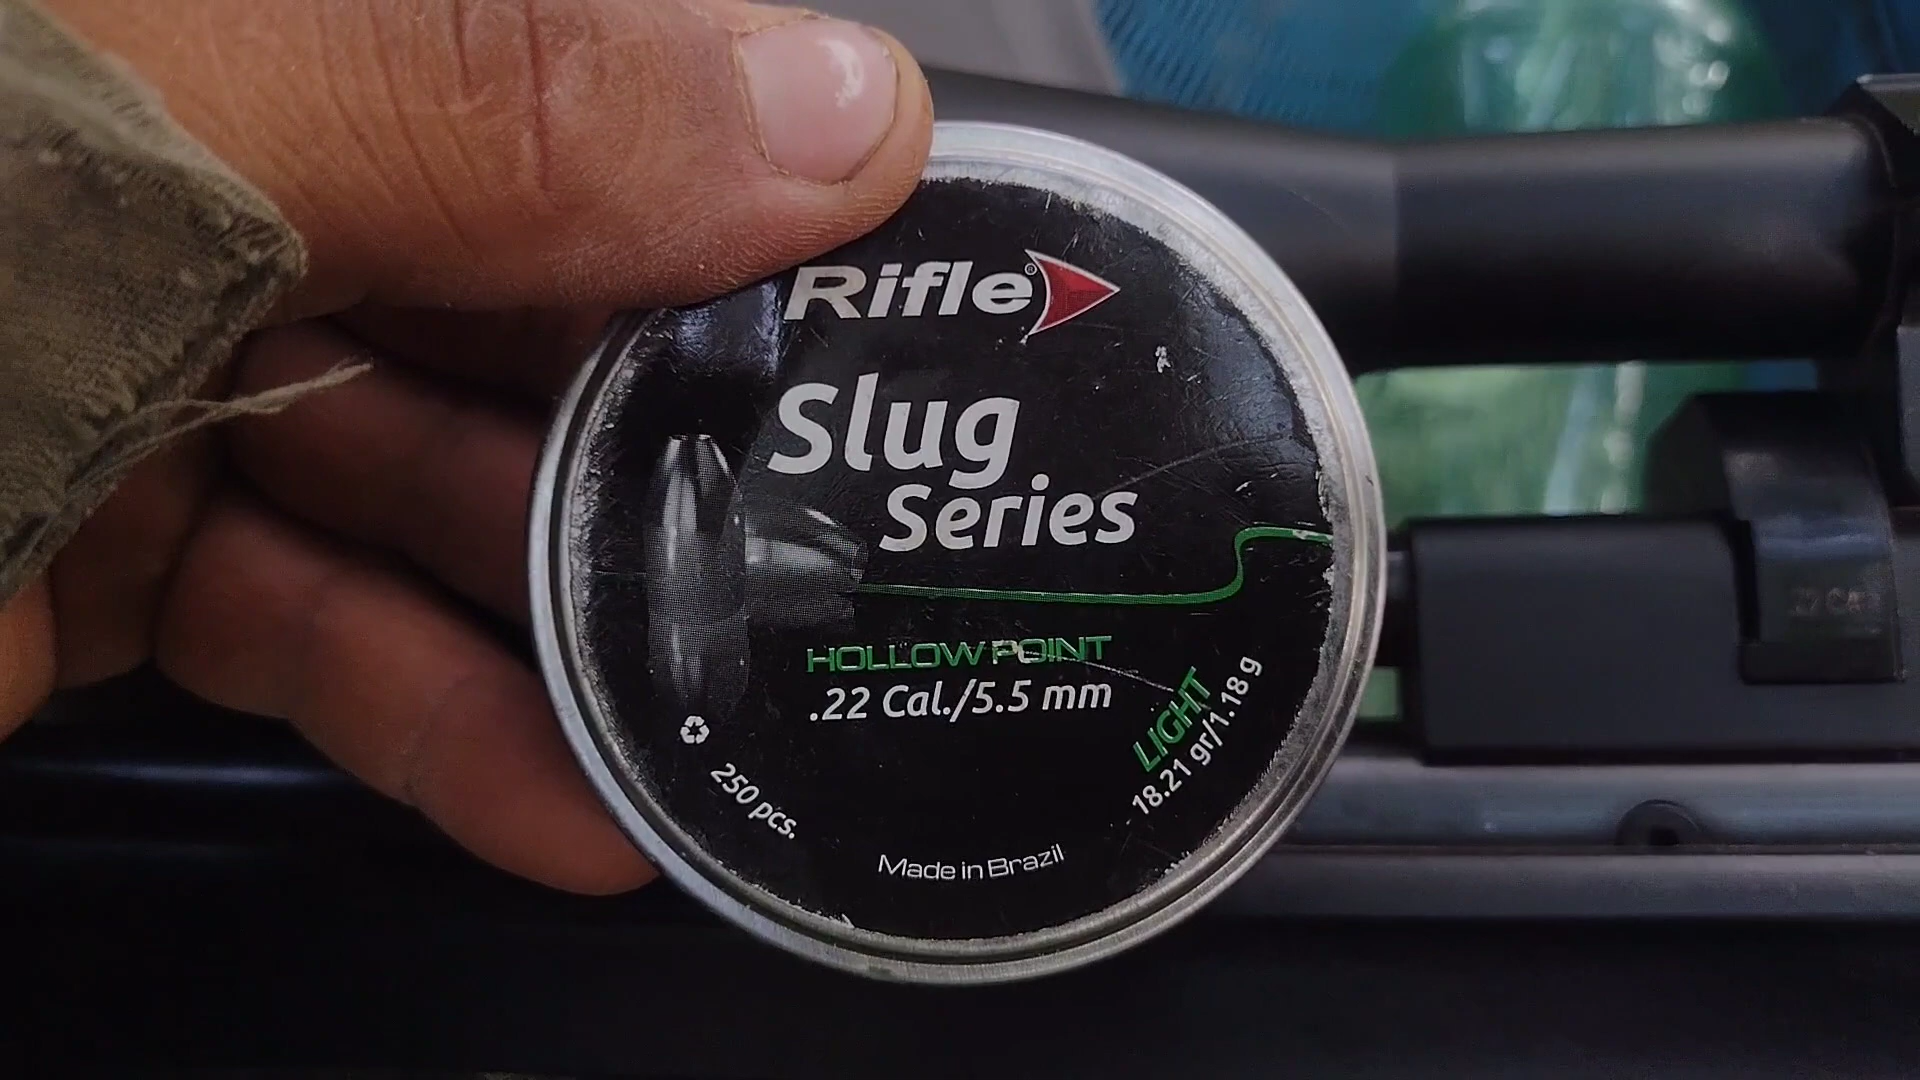 Rifle®
Slug
Series
HOLLOW POINT
.22 Cal./5.5 mm
LIGHT
18.21 gr/1.18 g
250 pcs.
Made in Brazil